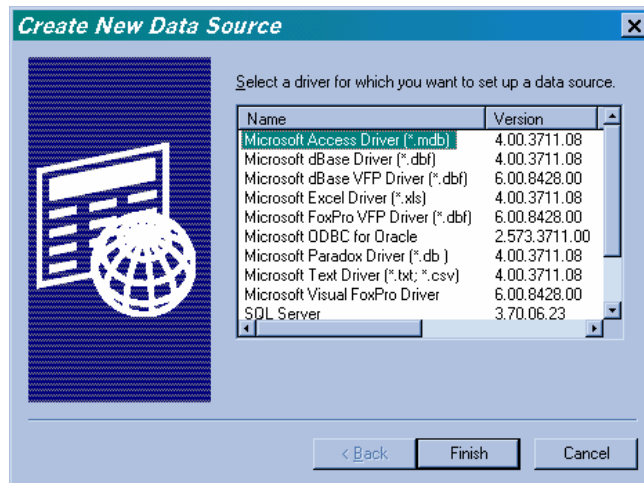 Create New Data Source
Select a driver for which you want to set up a data source.
Name Version
Microsoft Access Driver (*.mdb) 4.00.3711.08
Microsoft dBase Driver (*.dbf) 4.00.3711.08
Microsoft dBase VFP Driver (*.dbf) 6.00.8428.00
Microsoft Excel Driver (*.xls) 4.00.3711.08
Microsoft FoxPro VFP Driver (*.dbf) 6.00.8428.00
Microsoft ODBC for Oracle 2.573.3711.00
Microsoft Paradox Driver (*.db ) 4.00.3711.08
Microsoft Text Driver (*.txt; *.csv) 4.00.3711.08
Microsoft Visual FoxPro Driver 6.00.8428.00
SQL Server 3.70.06.23
< Back Finish Cancel